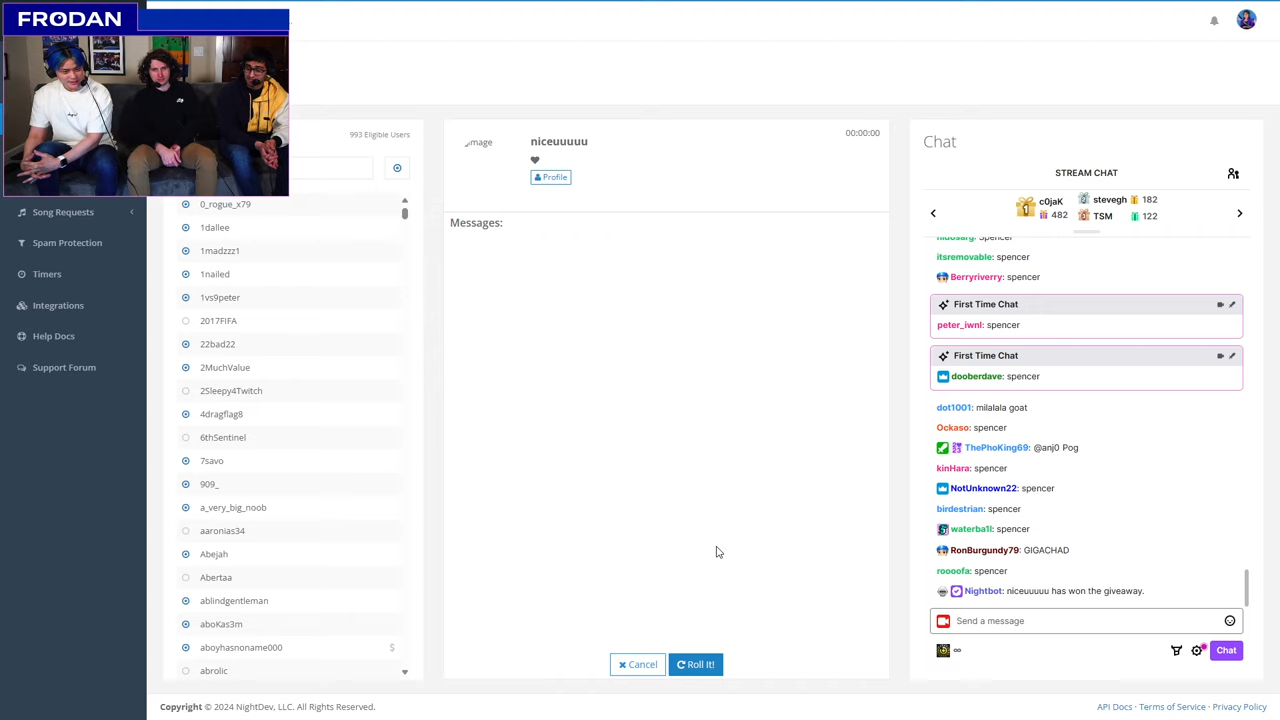 FRODAN
993 Eligible Users
0_rogue_x79
1dallee
1madzzz1
1nailed
1vs9peter
2017FIFA
22bad22
2MuchValue
2Sleepy4Twitch
4dragflag8
6thSentinel
7savo
909_
a_very_big_noob
aaronias34
Abejah
Abertaa
ablindgentleman
aboKas3m
aboyhasnoname000 $
abrolic
Song Requests
Spam Protection
Timers
Integrations
Help Docs
Support Forum
niceuuuuu
00:00:00
Profile
Messages:
Cancel
Roll It!
Chat
STREAM CHAT
c0jaK
482
1
stevegh 182
TSM 122
itsremovable: spencer
Berryriverry: spencer
First Time Chat
peter_iwnl: spencer
First Time Chat
dooberdave: spencer
dot1001: milalala goat
Ockaso: spencer
ThePhoKing69: @anj0 Pog
kinHara: spencer
NotUnknown22: spencer
birdestrian: spencer
waterba1l: spencer
RonBurgundy79: GIGACHAD
roooofa: spencer
Nightbot: niceuuuuu has won the giveaway.
Send a message
∞
Chat
Copyright © 2024 NightDev, LLC. All Rights Reserved.
API Docs · Terms of Service · Privacy Policy